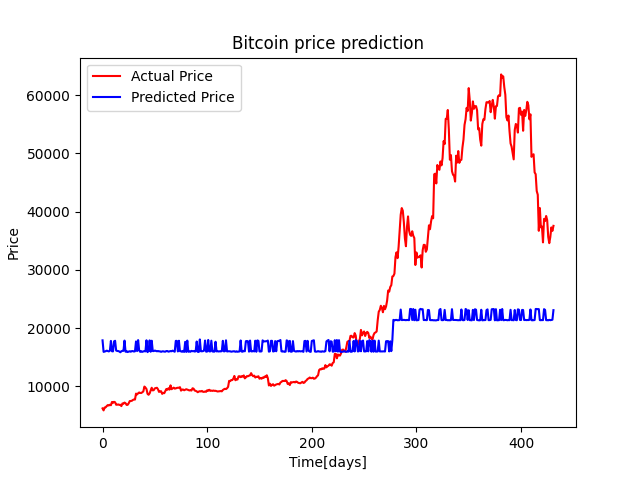 Bitcoin price prediction
Actual Price
Predicted Price
60000
50000
40000
30000
20000
10000
Price
0 100 200 300 400
Time[days]